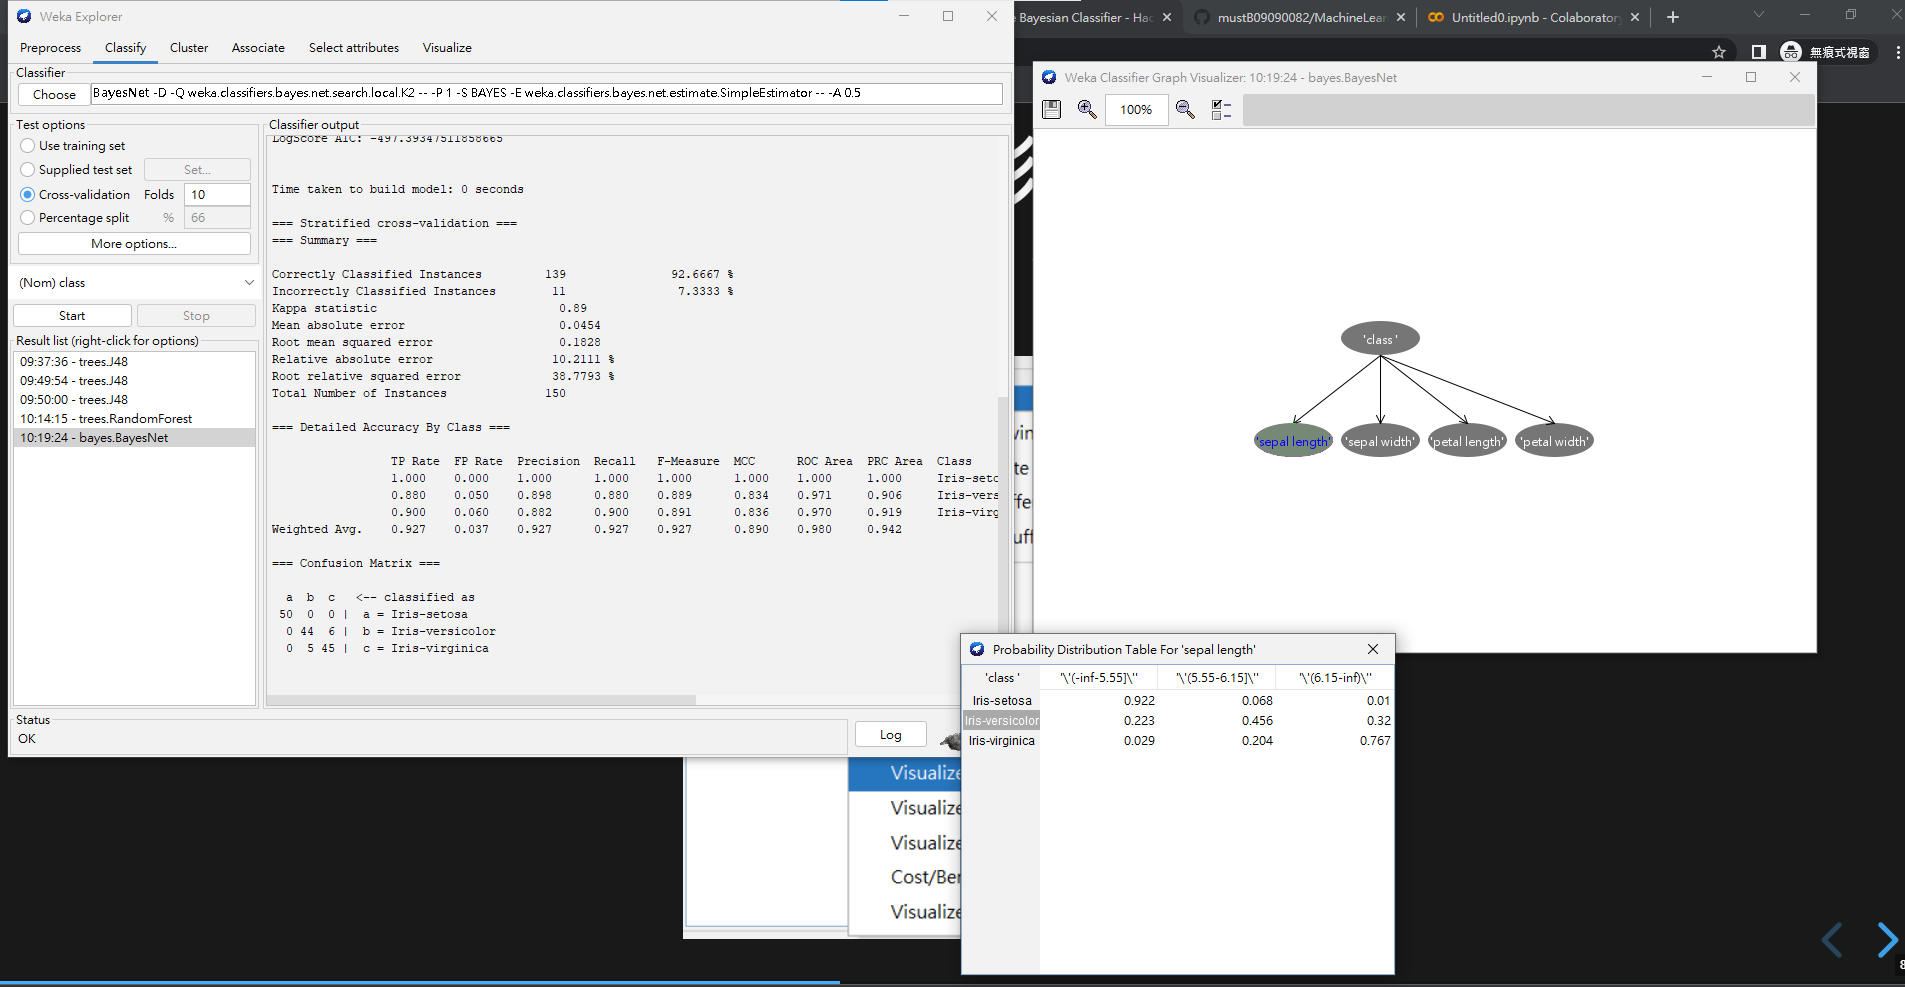 Weka Explorer
Preprocess Classify Cluster Associate Select attributes Visualize
Classifier
Choose BayesNet -D -Q weka.classifiers.bayes.net.search.local.K2 -- -P 1 -S BAYES -E weka.classifiers.bayes.net.estimate.SimpleEstimator -- -A 0.5
Test options
Use training set
Supplied test set Set...
Cross-validation Folds 10
Percentage split % 66
More options...
(Nom) class
Start Stop
Result list (right-click for options)
09:37:36 - trees.J48
09:49:54 - trees.J48
09:50:00 - trees.J48
10:14:15 - trees.RandomForest
10:19:24 - bayes.BayesNet
Classifier output
LogScore AIC: -497.39347511858665
Time taken to build model: 0 seconds
=== Stratified cross-validation ===
=== Summary ===
Correctly Classified Instances 139 92.6667 %
Incorrectly Classified Instances 11 7.3333 %
Kappa statistic 0.89
Mean absolute error 0.0454
Root mean squared error 0.1828
Relative absolute error 10.2111 %
Root relative squared error 38.7793 %
Total Number of Instances 150
=== Detailed Accuracy By Class ===
TP Rate FP Rate Precision Recall F-Measure MCC ROC Area PRC Area Class
1.000 0.000 1.000 1.000 1.000 1.000 1.000 1.000 Iris-setc
0.880 0.050 0.898 0.880 0.889 0.834 0.971 0.906 Iris-vers
0.900 0.060 0.882 0.900 0.891 0.836 0.970 0.919 Iris-virg
Weighted Avg. 0.927 0.037 0.927 0.927 0.927 0.890 0.980 0.942
=== Confusion Matrix ===
a b c <-- classified as
50 0 0 | a = Iris-setosa
0 44 6 | b = Iris-versicolor
0 5 45 | c = Iris-virginica
Status
OK
Log
e Bayesian Classifier - Hac
mustB09090082/MachineLear
Untitled0.ipynb - Colaboratory
無痕式視窗
Weka Classifier Graph Visualizer: 10:19:24 - bayes.BayesNet
100%
'class '
'sepal length' 'sepal width' 'petal length' 'petal width'
Probability Distribution Table For 'sepal length'
'class ' '\'(-inf-5.55]\'' '\'(5.55-6.15]\'' '\'(6.15-inf)\''
Iris-setosa 0.922 0.068 0.01
Iris-versicolor 0.223 0.456 0.32
Iris-virginica 0.029 0.204 0.767
Visualize
Visualize
Visualize
Cost/Ben
Visualize
8